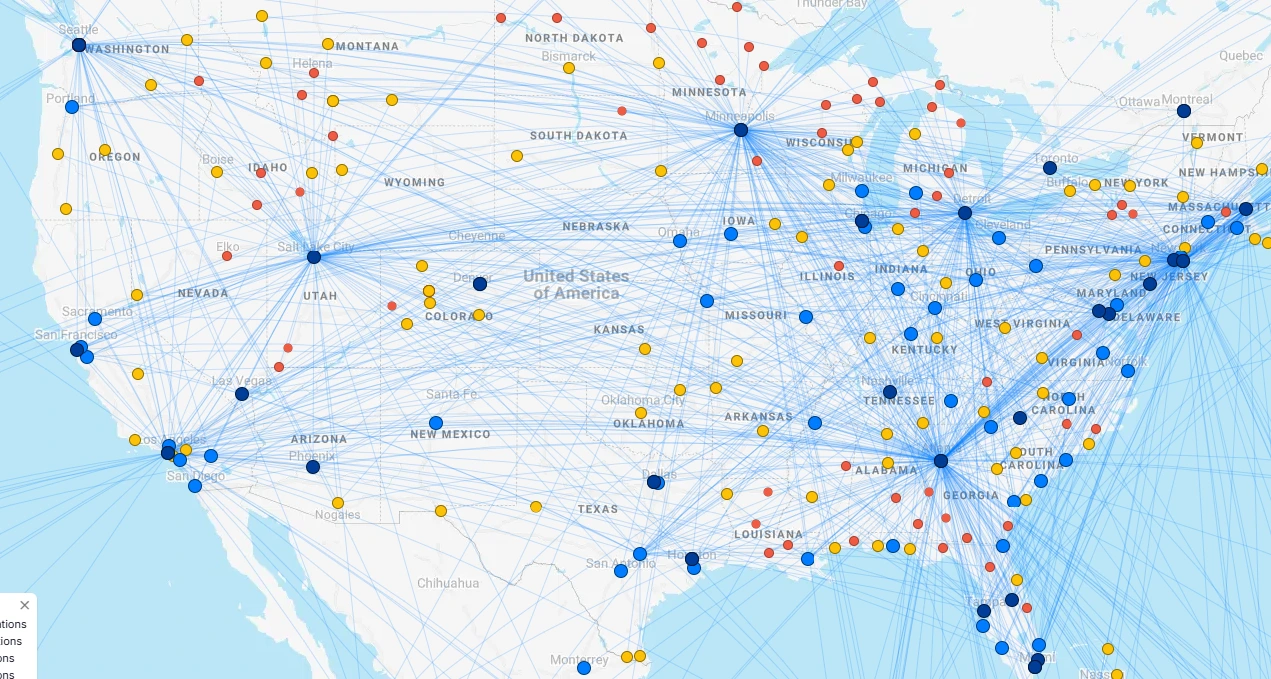 Thunder Bay
Seattle
WASHINGTON
MONTANA
NORTH DAKOTA
Helena
Bismarck
Quebec
MINNESOTA
Portland
Ottawa
Montreal
Minneapolis
SOUTH DAKOTA
WISCONSI
VERMONT
OREGON
Boise
IDAHO
WYOMING
MICHIGAN
Toronto
NEW HAMPSHI
Milwaukee
Buffalo
NEW YORK
Detroit
MASSACHUSETT
Chicago
IOWA
Cleveland
NEBRASKA
Omaha
CONNECTICUT
Elko
Salt Lake City
Cheyenne
PENNSYLVANIA
New York
Denver
United States
of America
ILLINOIS
INDIANA
OHIO
NEW JERSEY
NEVADA
UTAH
Cincinnati
MARYLAND
Sacramento
COLORADO
MISSOURI
WEST VIRGINIA
DELAWARE
San Francisco
KANSAS
KENTUCKY
VIRGINIA
Norfolk
Las Vegas
Nashville
Santa Fe
Oklahoma City
TENNESSEE
NORTH
CAROLINA
ARKANSAS
OKLAHOMA
Los Angeles
ARIZONA
NEW MEXICO
Phoenix
SOUTH
CAROLINA
San Diego
Dallas
ALABAMA
GEORGIA
Nogales
TEXAS
LOUISIANA
Houston
San Antonio
Chihuahua
Tampa
ations
tions
ons
ons
Monterrey
Miami
Nass